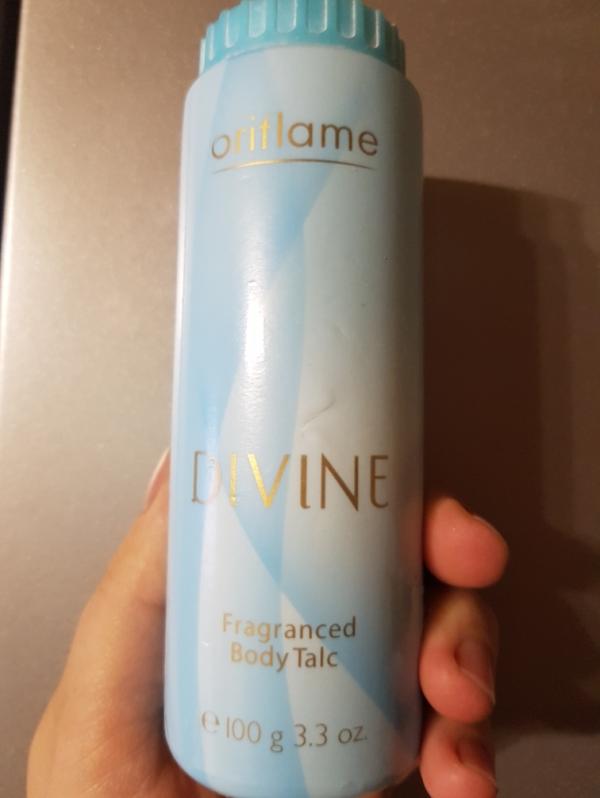 oriflame
DIVINE
Fragranced
Body Talc
℮ 100 g 3.3 oz.